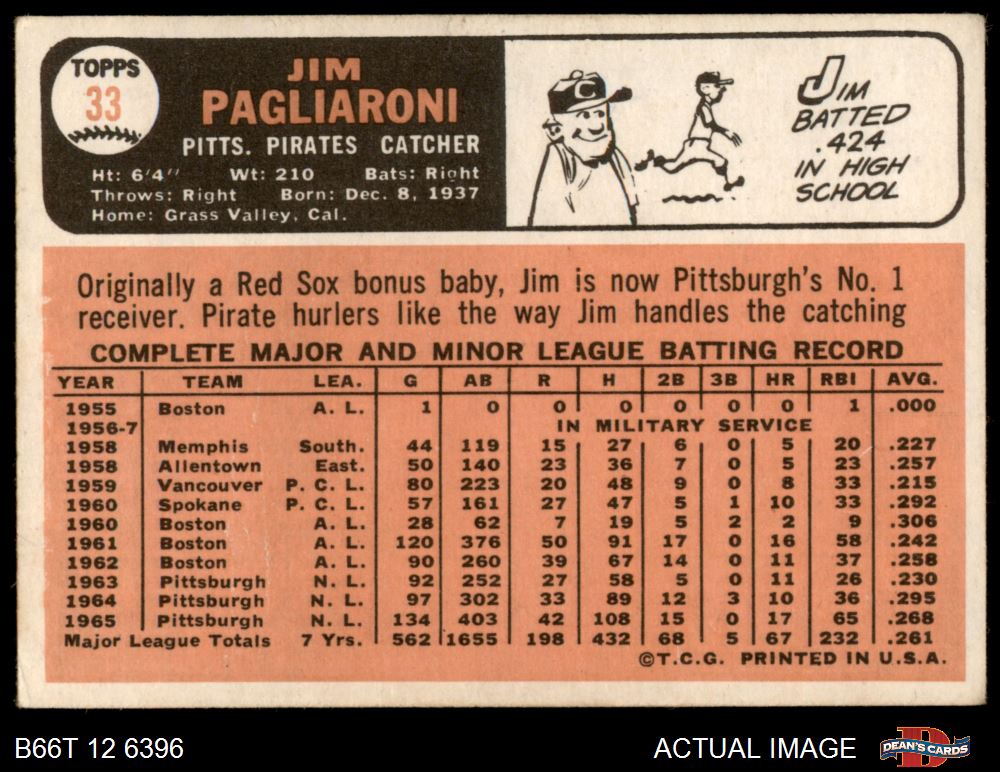 TOPPS
33
JIM
PAGLIARONI
PITTS. PIRATES CATCHER
Ht: 6'4" Wt: 210 Bats: Right
Throws: Right Born: Dec. 8, 1937
Home: Grass Valley, Cal.
C
JIM
BATTED
.424
IN HIGH
SCHOOL
Originally a Red Sox bonus baby, Jim is now Pittsburgh's No. 1
receiver. Pirate hurlers like the way Jim handles the catching
COMPLETE MAJOR AND MINOR LEAGUE BATTING RECORD
YEAR TEAM LEA. G AB R H 2B 3B HR RBI AVG.
1955 Boston A. L. 1 0 0 0 0 0 0 1 .000
1956-7 IN MILITARY SERVICE
1958 Memphis South. 44 119 15 27 6 0 5 20 .227
1958 Allentown East. 50 140 23 36 7 0 5 23 .257
1959 Vancouver P. C. L. 80 223 20 48 9 0 8 33 .215
1960 Spokane P. C. L. 57 161 27 47 5 1 10 33 .292
1960 Boston A. L. 28 62 7 19 5 2 2 9 .306
1961 Boston A. L. 120 376 50 91 17 0 16 58 .242
1962 Boston A. L. 90 260 39 67 14 0 11 37 .258
1963 Pittsburgh N. L. 92 252 27 58 5 0 11 26 .230
1964 Pittsburgh N. L. 97 302 33 89 12 3 10 36 .295
1965 Pittsburgh N. L. 134 403 42 108 15 0 17 65 .268
Major League Totals 7 Yrs. 562 1655 198 432 68 5 67 232 .261
©T.C.G. PRINTED IN U.S.A.
B66T 12 6396
ACTUAL IMAGE
D
DEAN'S CARDS